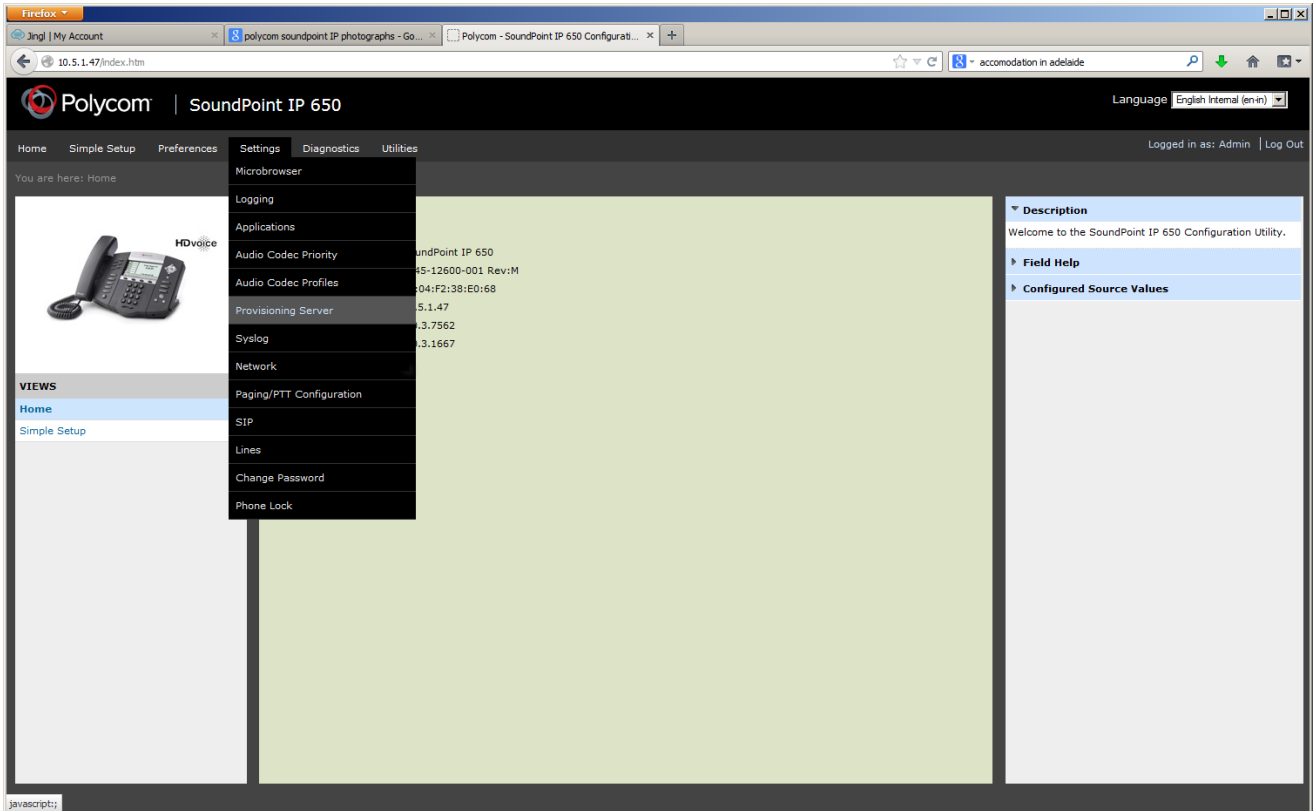 Firefox
Jingl | My Account
polycom soundpoint IP photographs - Go...
Polycom - SoundPoint IP 650 Configurati...
10.5.1.47/index.htm
accomodation in adelaide
Polycom | SoundPoint IP 650
Language English Internal (en-in)
Home Simple Setup Preferences Settings Diagnostics Utilities
Logged in as: Admin | Log Out
You are here: Home
Microbrowser
Logging
Applications
Audio Codec Priority
Audio Codec Profiles
Provisioning Server
Syslog
Network
Paging/PTT Configuration
SIP
Lines
Change Password
Phone Lock
HDvoice
VIEWS
Home
Simple Setup
undPoint IP 650
45-12600-001 Rev:M
:04:F2:38:E0:68
.5.1.47
.3.7562
.3.1667
Description
Welcome to the SoundPoint IP 650 Configuration Utility.
Field Help
Configured Source Values
javascript:;